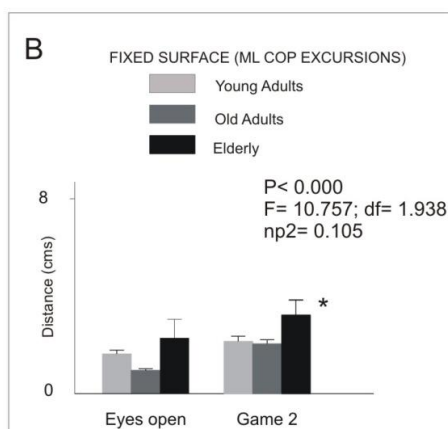 B
FIXED SURFACE (ML COP EXCURSIONS)
Young Adults
Old Adults
Elderly
P< 0.000
F= 10.757; df= 1.938
np2= 0.105
8
Distance (cms)
*
0
Eyes open Game 2